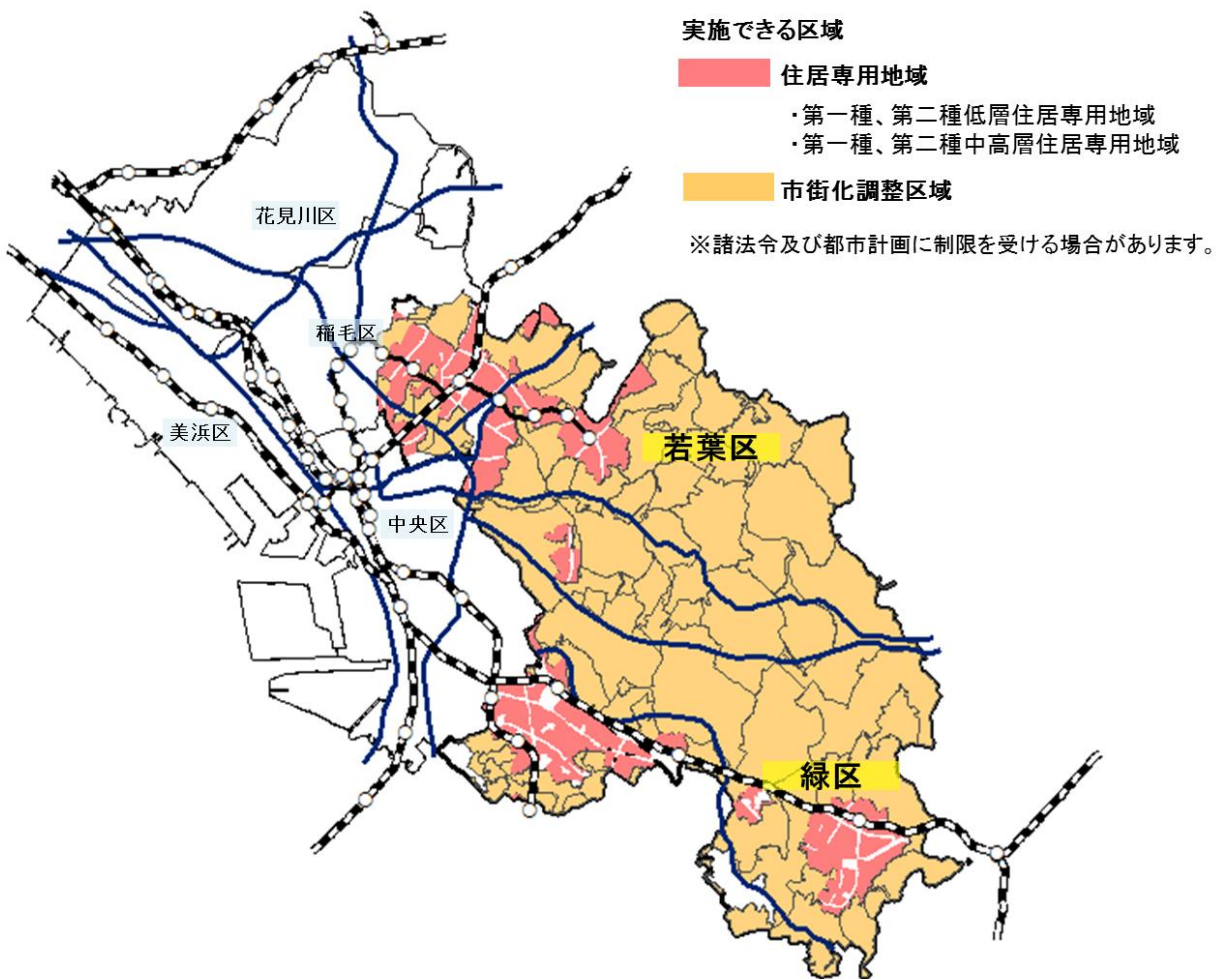 実施できる区域
住居専用地域
・第一種、第二種低層住居専用地域
・第一種、第二種中高層住居専用地域
市街化調整区域
※諸法令及び都市計画に制限を受ける場合があります。
花見川区
稲毛区
美浜区
若葉区
中央区
緑区